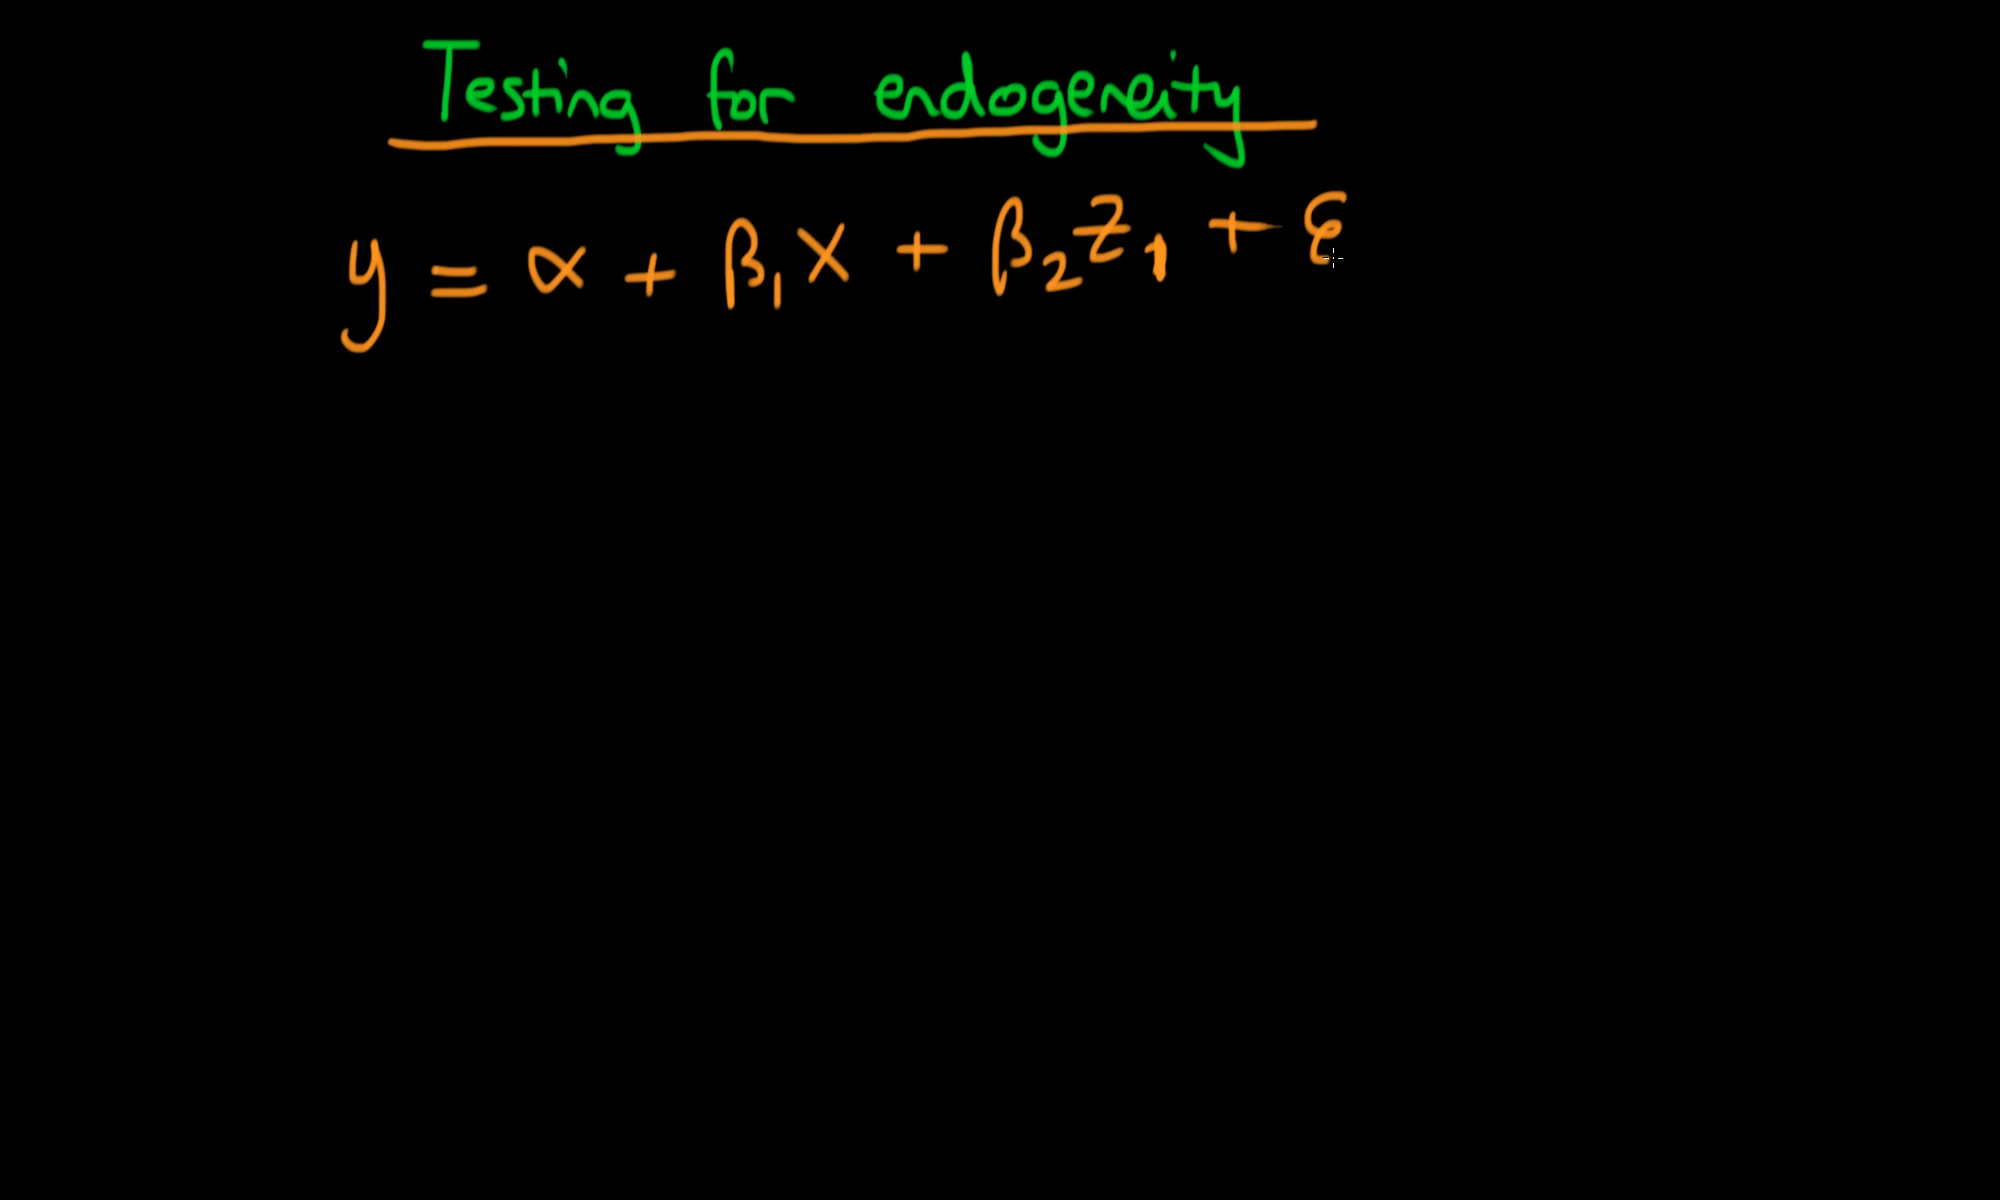 Testing for endogeneity
y = α + β₁X + β₂Z₁ + ε